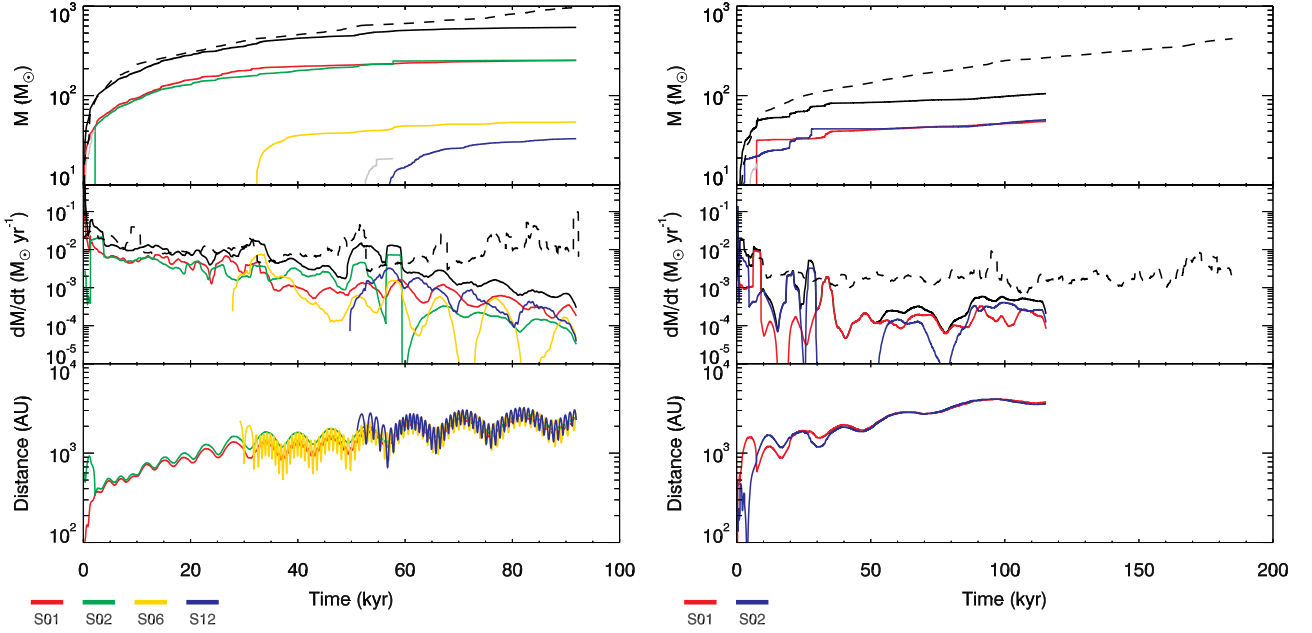 10³
10²
10¹
M (M☉)
10⁻¹
10⁻²
10⁻³
10⁻⁴
10⁻⁵
dM/dt (M☉ yr⁻¹)
10⁴
10³
10²
Distance (AU)
0 20 40 60 80 100
Time (kyr)
S01 S02 S06 S12
10³
10²
10¹
M (M☉)
10⁻¹
10⁻²
10⁻³
10⁻⁴
10⁻⁵
dM/dt (M☉ yr⁻¹)
10⁴
10³
10²
Distance (AU)
0 50 100 150 200
Time (kyr)
S01 S02